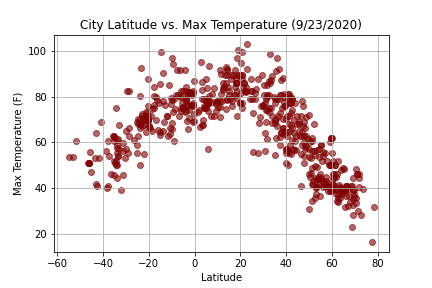 City Latitude vs. Max Temperature (9/23/2020)
100
80
60
40
20
Max Temperature (F)
−60 −40 −20 0 20 40 60 80
Latitude